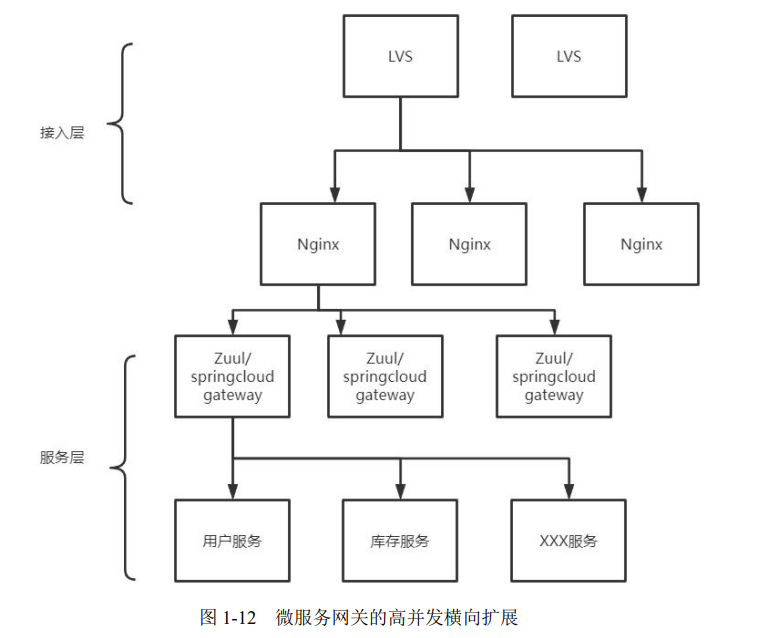 LVS
LVS
接入层
Nginx
Nginx
Nginx
Zuul/
springcloud
gateway
Zuul/
springcloud
gateway
Zuul/
springcloud
gateway
服务层
用户服务
库存服务
XXX服务
图 1-12 微服务网关的高并发横向扩展